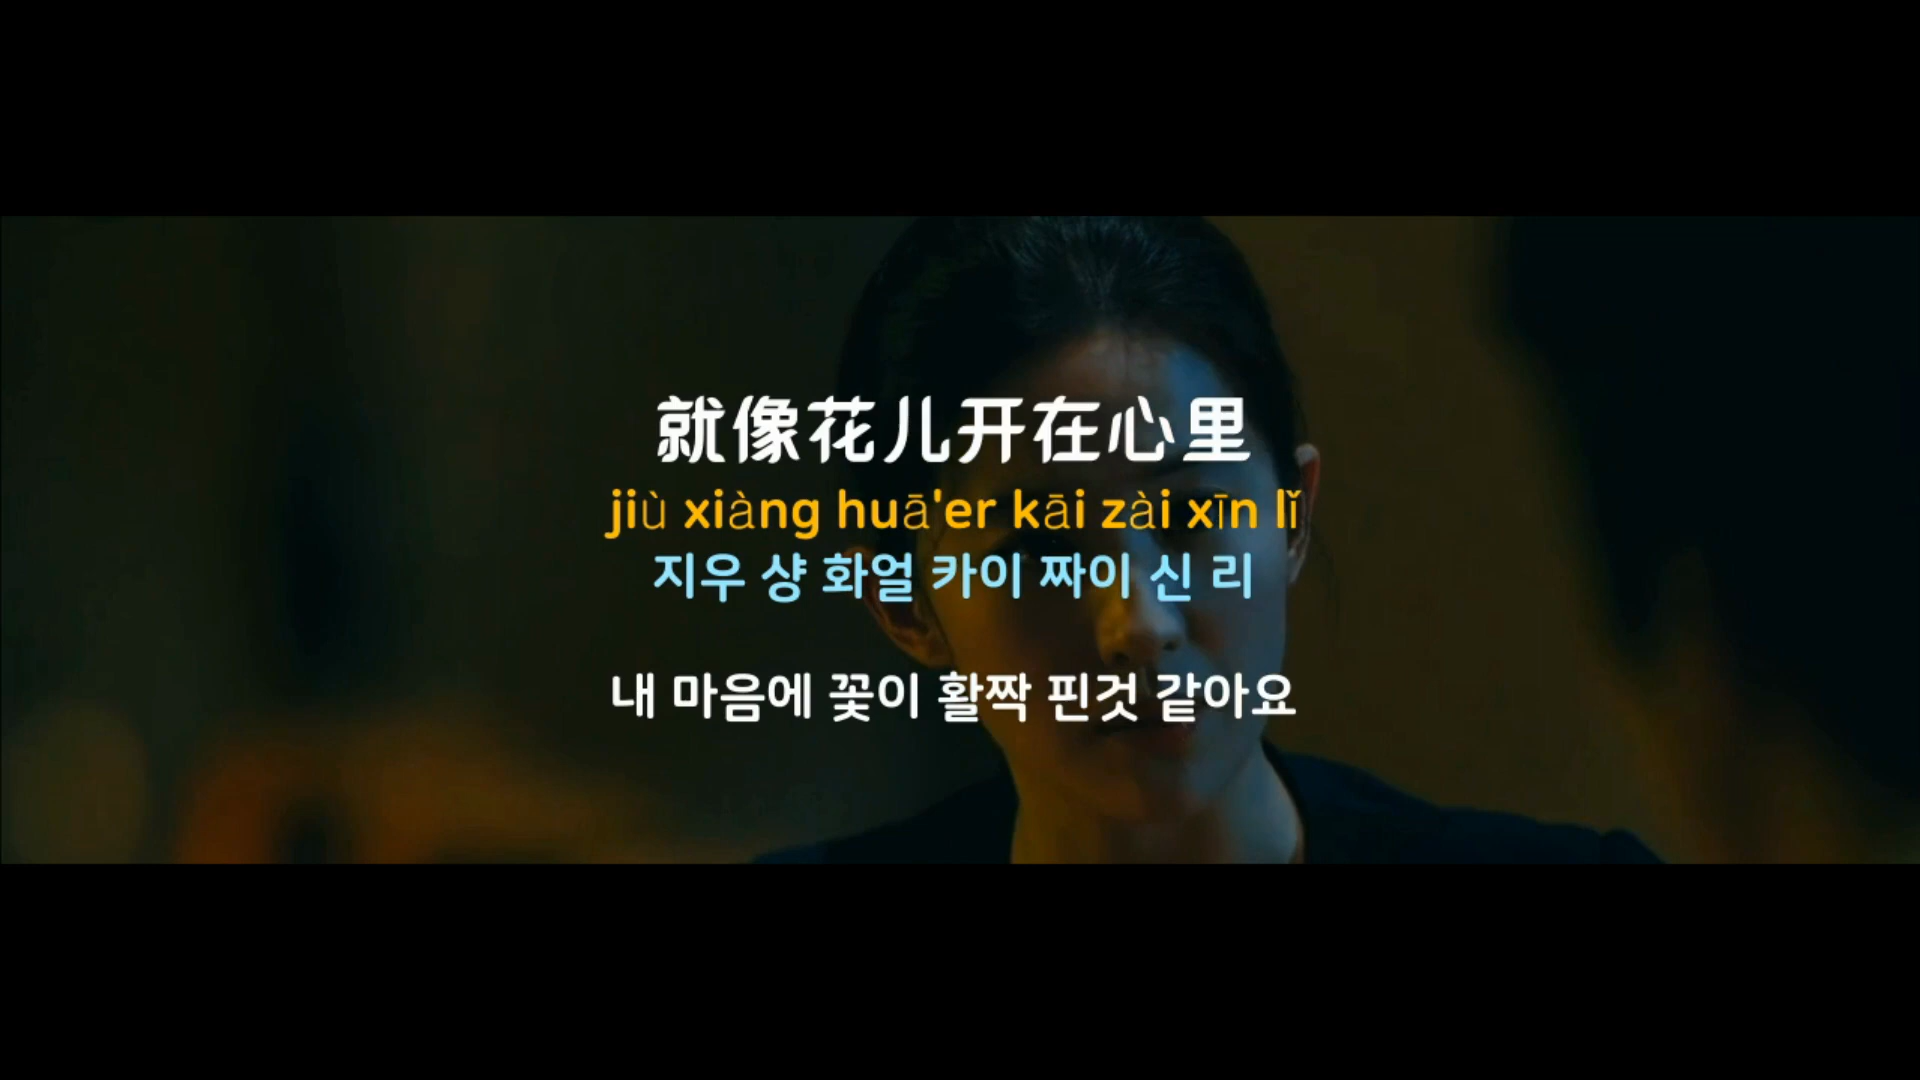 就像花儿开在心里
jiù xiàng huā'er kāi zài xīn lǐ
지우 샹 화얼 카이 짜이 신 리
내 마음에 꽃이 활짝 핀것 같아요